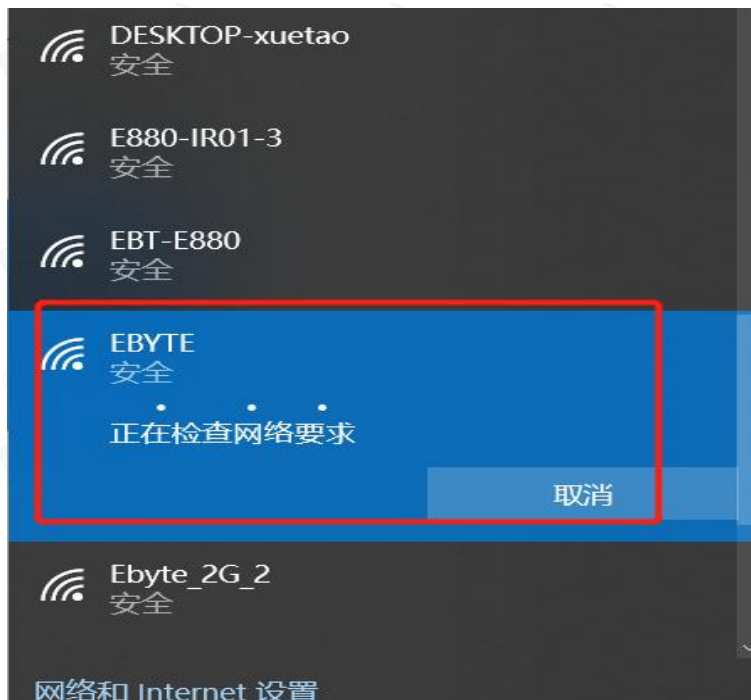 DESKTOP-xuetao
安全
E880-IR01-3
安全
EBT-E880
安全
EBYTE
安全
正在检查网络要求
取消
Ebyte_2G_2
安全
网络和 Internet 设置